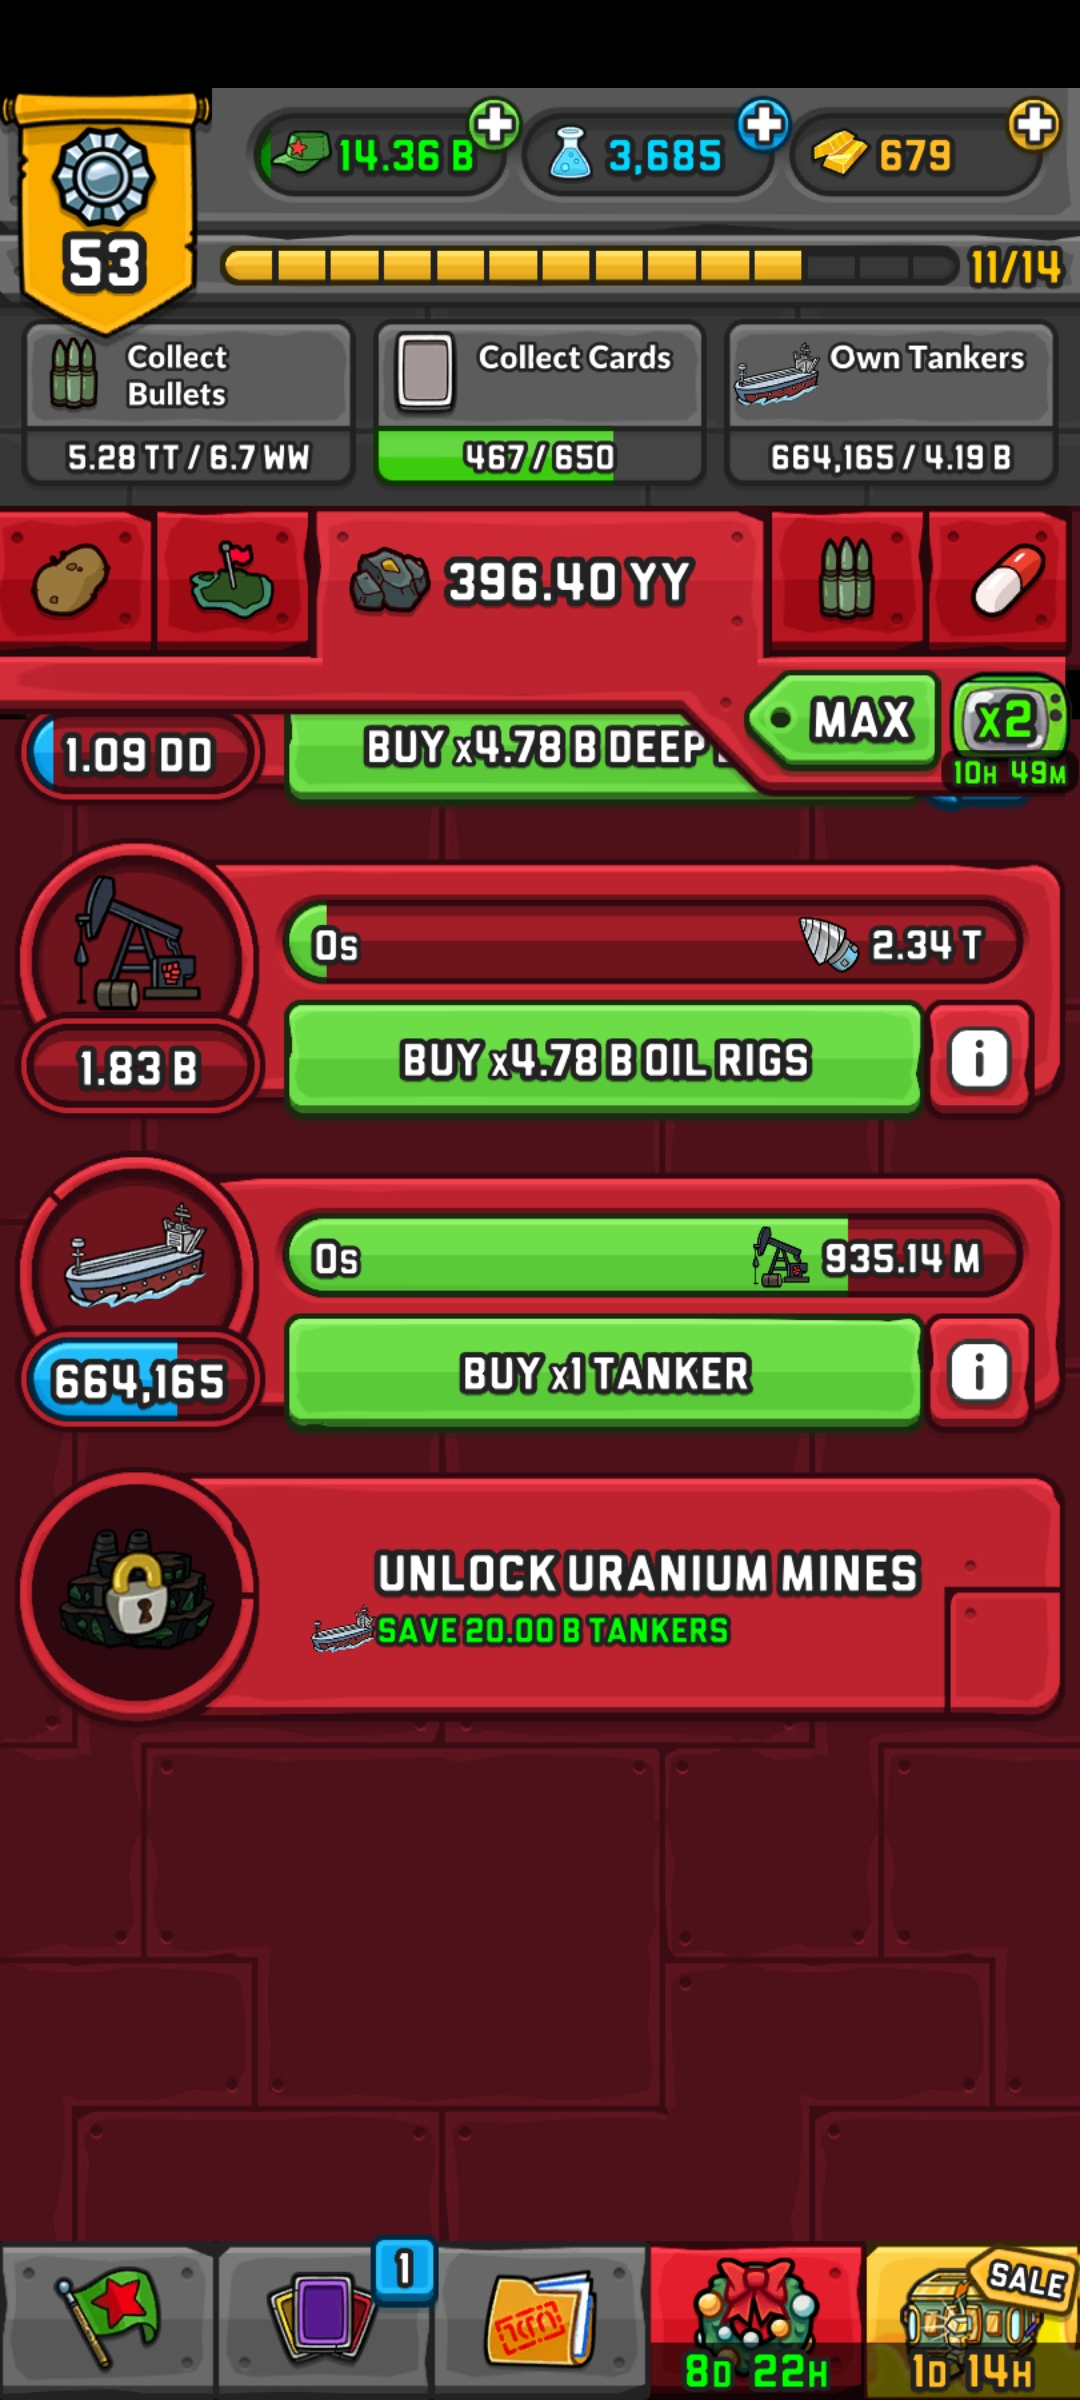 14.36 B
3,685
679
53
11/14
Collect
Bullets
Collect Cards
Own Tankers
5.28 TT / 6.7 WW
467/650
664,165 / 4.19 B
396.40 YY
MAX
x2
10H 49M
1.09 DD
BUY x4.78 B DEEP
0s
2.34 T
1.83 B
BUY x4.78 B OIL RIGS
i
0s
935.14 M
664,165
BUY x1 TANKER
i
UNLOCK URANIUM MINES
SAVE 20.00 B TANKERS
1
SALE
8D 22H
1D 14H